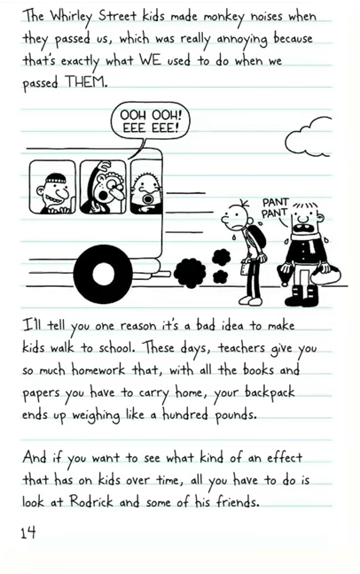 The Whirley Street kids made monkey noises when
they passed us, which was really annoying because
that's exactly what WE used to do when we
passed THEM.
OOH OOH!
EEE EEE!
PANT
PANT
I'll tell you one reason it's a bad idea to make
kids walk to school. These days, teachers give you
so much homework that, with all the books and
papers you have to carry home, your backpack
ends up weighing like a hundred pounds.
And if you want to see what kind of an effect
that has on kids over time, all you have to do is
look at Rodrick and some of his friends.
14